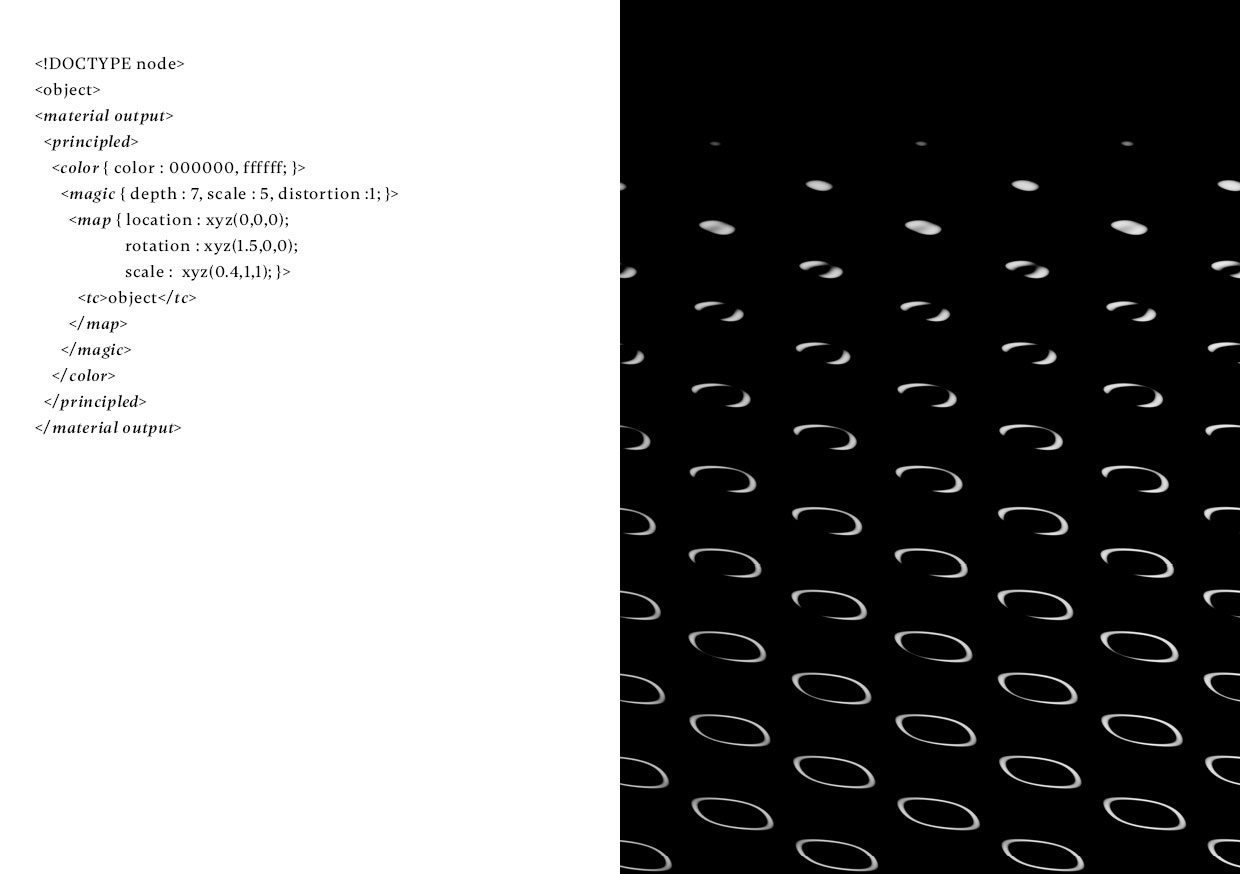 <!DOCTYPE node>
<object>
<material output>
<principled>
<color { color : 000000, ffffff; }>
<magic { depth : 7, scale : 5, distortion :1; }>
<map { location : xyz(0,0,0);
rotation : xyz(1.5,0,0);
scale :  xyz(0.4,1,1); }>
<tc>object</tc>
</map>
</magic>
</color>
</principled>
</material output>